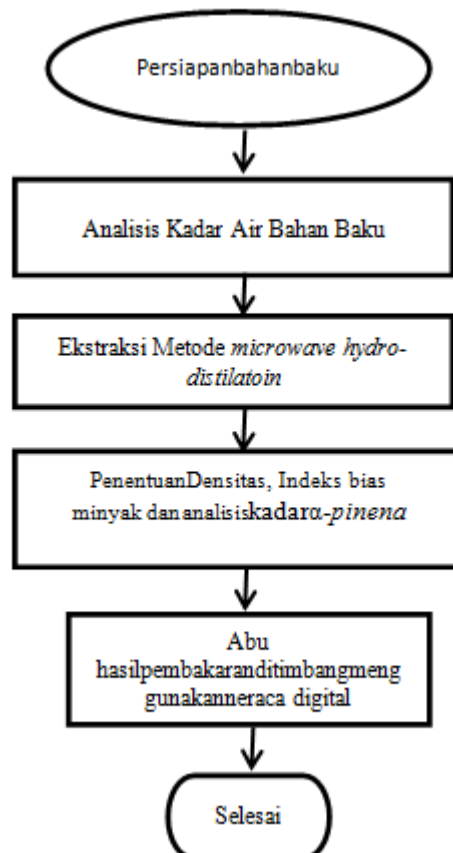 Persiapanbahanbaku
Analisis Kadar Air Bahan Baku
Ekstraksi Metode microwave hydro-
distilatoin
PenentuanDensitas, Indeks bias
minyak dananalisiskadarα-pinena
Abu
hasilpembakaranditimbangmeng
gunakanneraca digital
Selesai